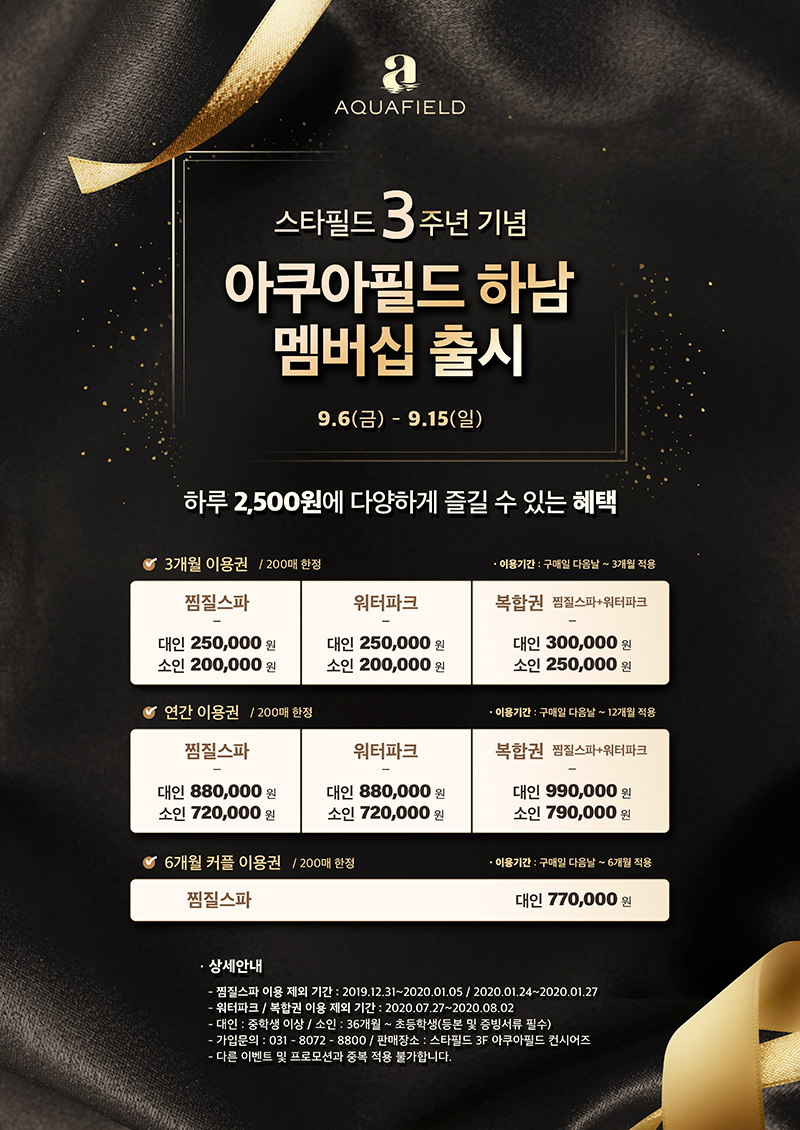 a
AQUAFIELD
스타필드 3주년 기념
아쿠아필드 하남
멤버십 출시
9.6(금) - 9.15(일)
하루 2,500원에 다양하게 즐길 수 있는 혜택
3개월 이용권 / 200매 한정 · 이용기간 : 구매일 다음날 ~ 3개월 적용
찜질스파 워터파크 복합권 찜질스파+워터파크
대인 250,000 원 대인 250,000 원 대인 300,000 원
소인 200,000 원 소인 200,000 원 소인 250,000 원
연간 이용권 / 200매 한정 · 이용기간 : 구매일 다음날 ~ 12개월 적용
찜질스파 워터파크 복합권 찜질스파+워터파크
대인 880,000 원 대인 880,000 원 대인 990,000 원
소인 720,000 원 소인 720,000 원 소인 790,000 원
6개월 커플 이용권 / 200매 한정 · 이용기간 : 구매일 다음날 ~ 6개월 적용
찜질스파 대인 770,000 원
· 상세안내
- 찜질스파 이용 제외 기간 : 2019.12.31~2020.01.05 / 2020.01.24~2020.01.27
- 워터파크 / 복합권 이용 제외 기간 : 2020.07.27~2020.08.02
- 대인 : 중학생 이상 / 소인 : 36개월 ~ 초등학생(등본 및 증빙서류 필수)
- 가입문의 : 031 - 8072 - 8800 / 판매장소 : 스타필드 3F 아쿠아필드 컨시어즈
- 다른 이벤트 및 프로모션과 중복 적용 불가합니다.